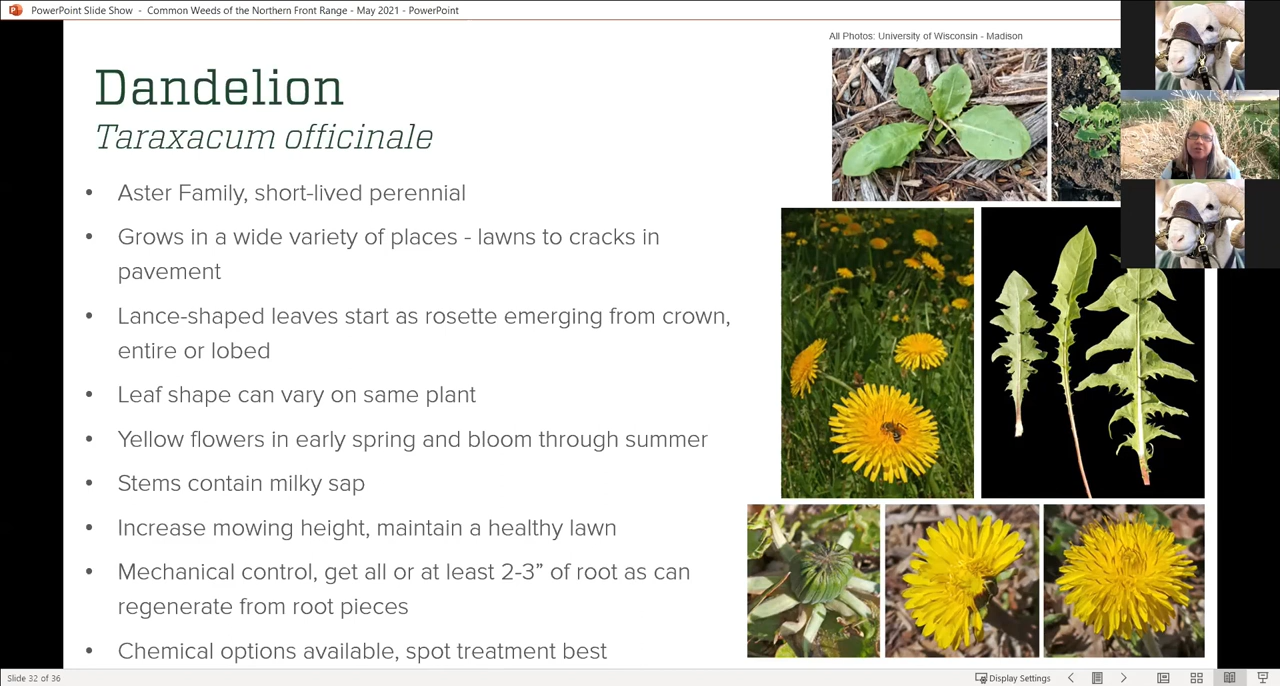 PowerPoint Slide Show - Common Weeds of the Northern Front Range - May 2021 - PowerPoint
All Photos: University of Wisconsin - Madison
Dandelion
Taraxacum officinale
• Aster Family, short-lived perennial
• Grows in a wide variety of places - lawns to cracks in
pavement
• Lance-shaped leaves start as rosette emerging from crown,
entire or lobed
• Leaf shape can vary on same plant
• Yellow flowers in early spring and bloom through summer
• Stems contain milky sap
• Increase mowing height, maintain a healthy lawn
• Mechanical control, get all or at least 2-3” of root as can
regenerate from root pieces
• Chemical options available, spot treatment best
Slide 32 of 36
Display Settings